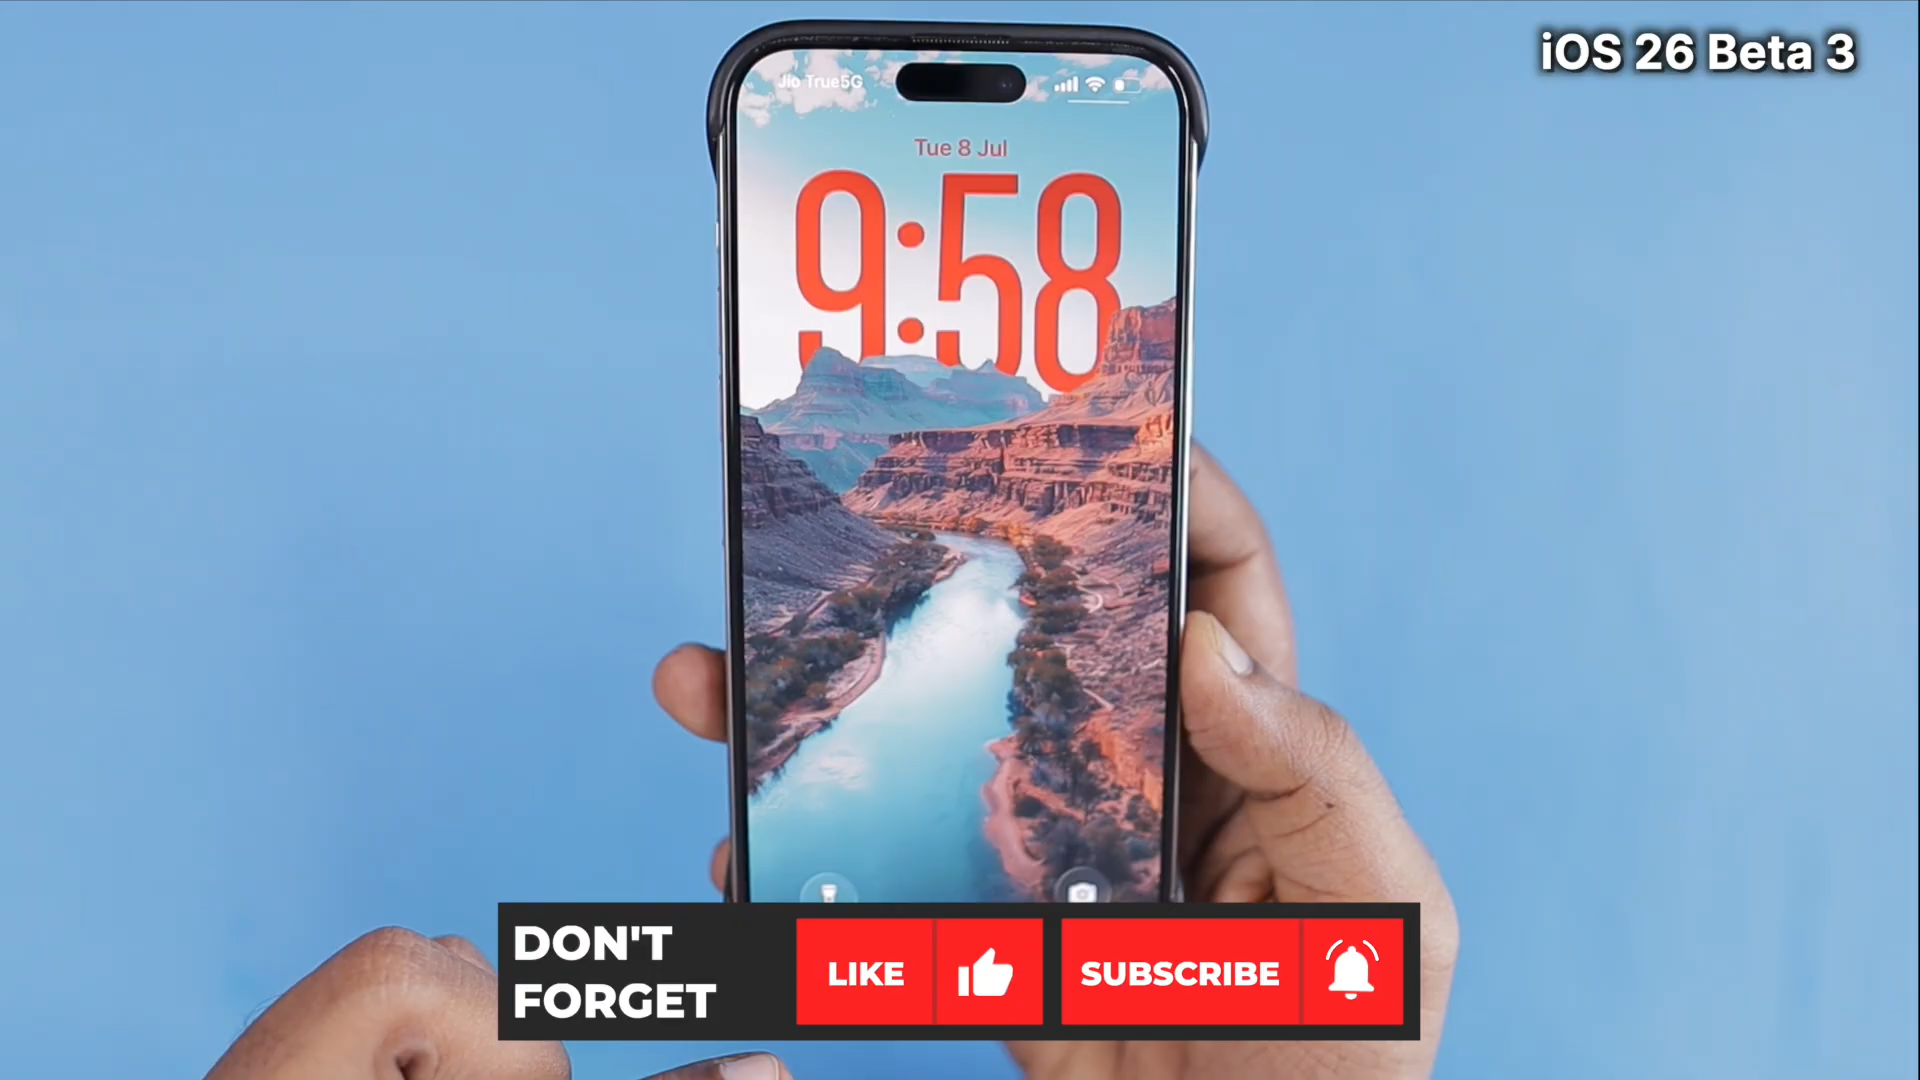 iOS 26 Beta 3
Jio True5G
Tue 8 Jul
9:58
DON'T
FORGET
LIKE
SUBSCRIBE